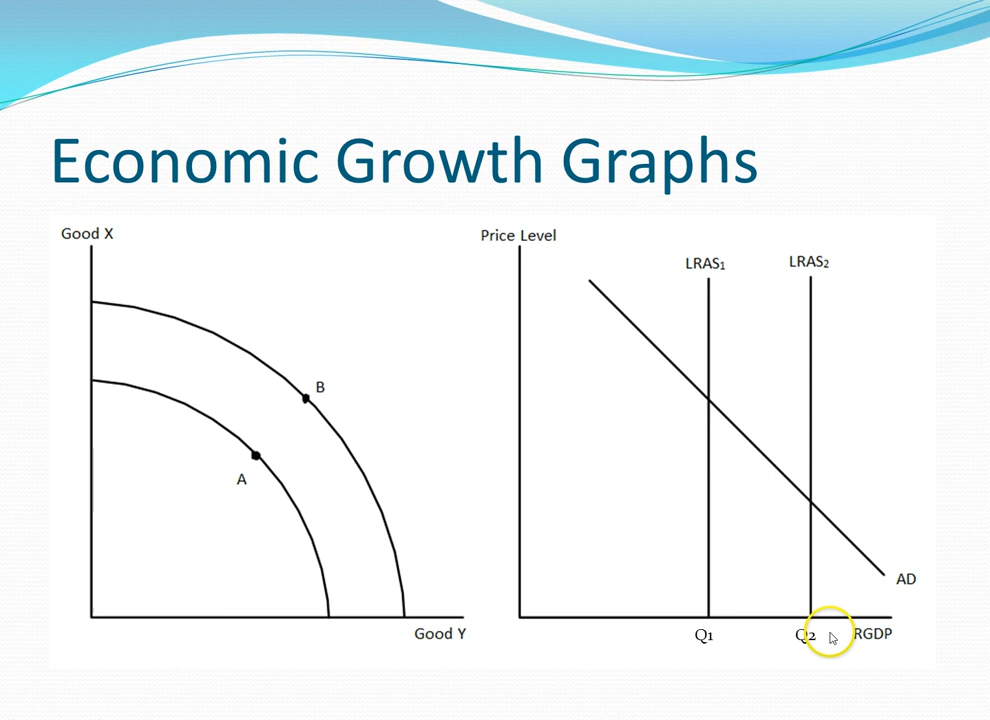 Economic Growth Graphs
Good X
B
A
Good Y
Price Level
LRAS₁
LRAS₂
AD
Q1
Q2
RGDP